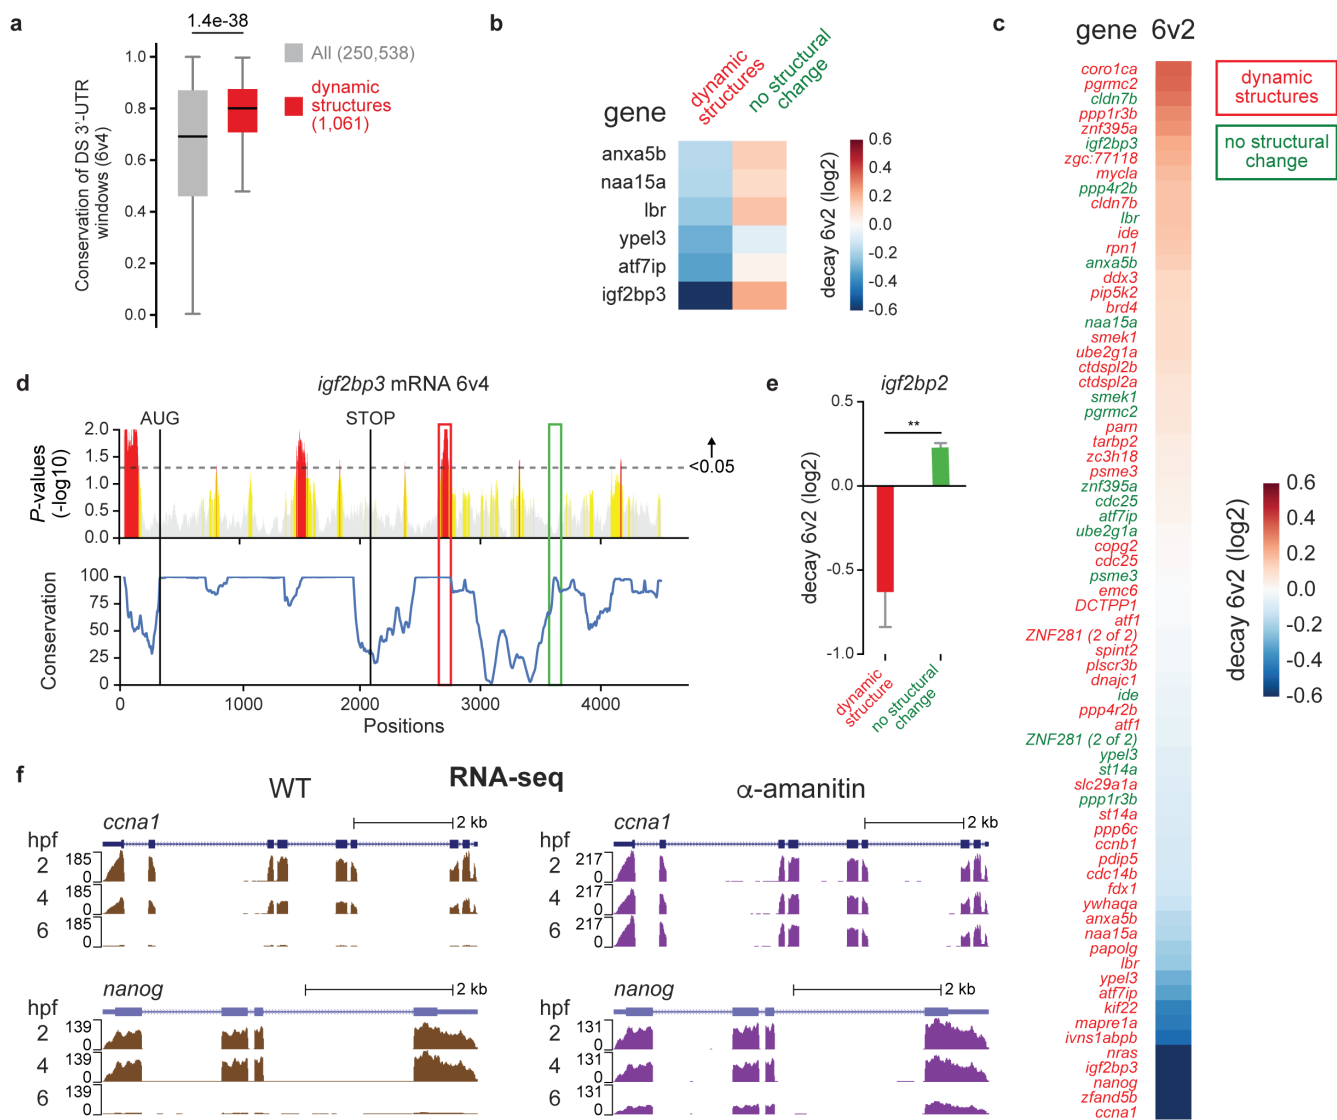 a
1.4e-38
All (250,538)
dynamic
structures
(1,061)
Conservation of DS 3'-UTR
windows (6v4)
1.0
0.8
0.6
0.4
0.2
0.0
b
dynamic
structures
no structural
change
gene
anxa5b
naa15a
lbr
ypel3
atf7ip
igf2bp3
decay 6v2 (log2)
0.6
0.4
0.2
0.0
-0.2
-0.4
-0.6
c
gene 6v2
coro1ca
pgrmc2
cldn7b
ppp1r3b
znf395a
igf2bp3
zgc:77118
mycla
ppp4r2b
cldn7b
lbr
ide
rpn1
anxa5b
ddx3
pip5k2
brd4
naa15a
smek1
ube2g1a
ctdspl2b
ctdspl2a
smek1
pgrmc2
parn
tarbp2
zc3h18
psme3
znf395a
cdc25
atf7ip
ube2g1a
copg2
cdc25
psme3
emc6
DCTPP1
atf1
ZNF281 (2 of 2)
spint2
plscr3b
dnajc1
ide
ppp4r2b
atf1
ZNF281 (2 of 2)
ypel3
st14a
slc29a1a
ppp1r3b
st14a
ppp6c
ccnb1
pdip5
cdc14b
fdx1
ywhaqa
anxa5b
naa15a
papolg
lbr
ypel3
atf7ip
kif22
mapre1a
ivns1abpb
nras
igf2bp3
nanog
zfand5b
ccna1
dynamic
structures
no structural
change
decay 6v2 (log2)
0.6
0.4
0.2
0.0
-0.2
-0.4
-0.6
d
igf2bp3 mRNA 6v4
AUG
STOP
P-values
(-log10)
2.0
1.5
1.0
0.5
0.0
<0.05
Conservation
100
75
50
25
0
0
1000
2000
3000
4000
Positions
e
igf2bp2
decay 6v2 (log2)
0.5
0.0
-0.5
-1.0
**
dynamic
structure
no structural
change
f
RNA-seq
WT
α-amanitin
ccna1
2 kb
hpf
2
185
0
4
185
0
6
185
0
ccna1
2 kb
hpf
2
217
0
4
217
0
6
217
0
nanog
2 kb
hpf
2
139
0
4
139
0
6
139
0
nanog
2 kb
hpf
2
131
0
4
131
0
6
131
0